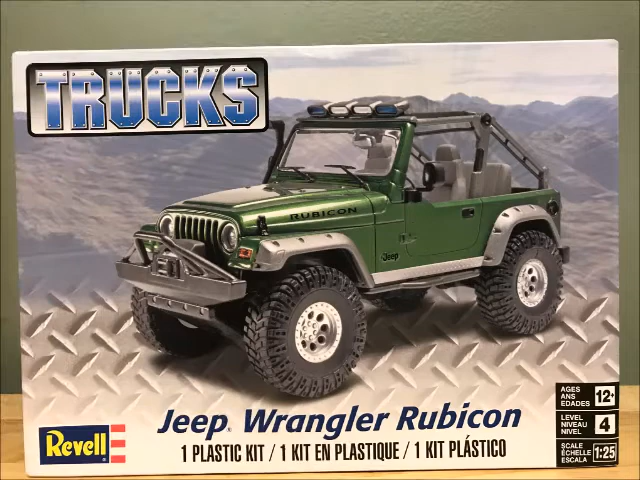 TRUCKS
RUBICON
Jeep
Jeep® Wrangler Rubicon
1 PLASTIC KIT / 1 KIT EN PLASTIQUE / 1 KIT PLÁSTICO
Revell
AGES
ANS
EDADES
12+
LEVEL
NIVEAU
NIVEL
4
SCALE
ÉCHELLE
ESCALA
1:25